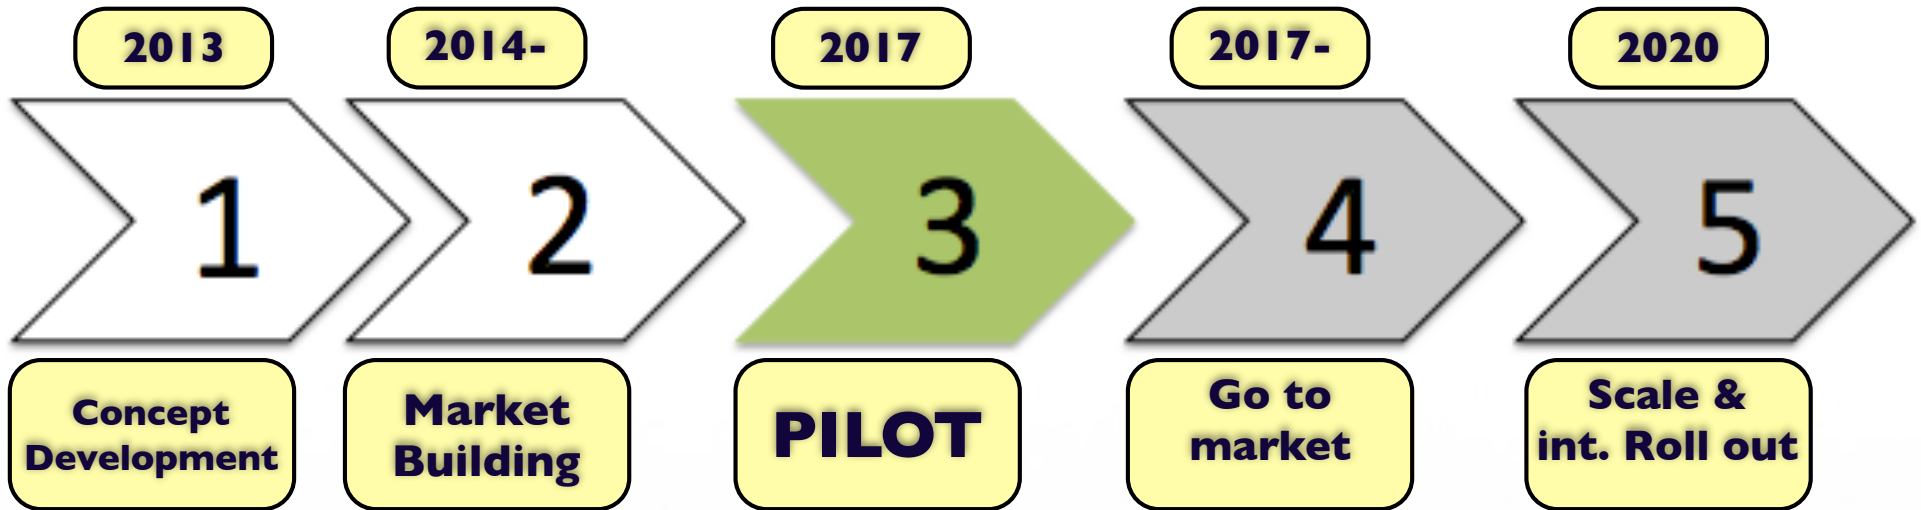 2013
2014-
2017
2017-
2020
1
2
3
4
5
Concept
Development
Market
Building
PILOT
Go to
market
Scale &
int. Roll out